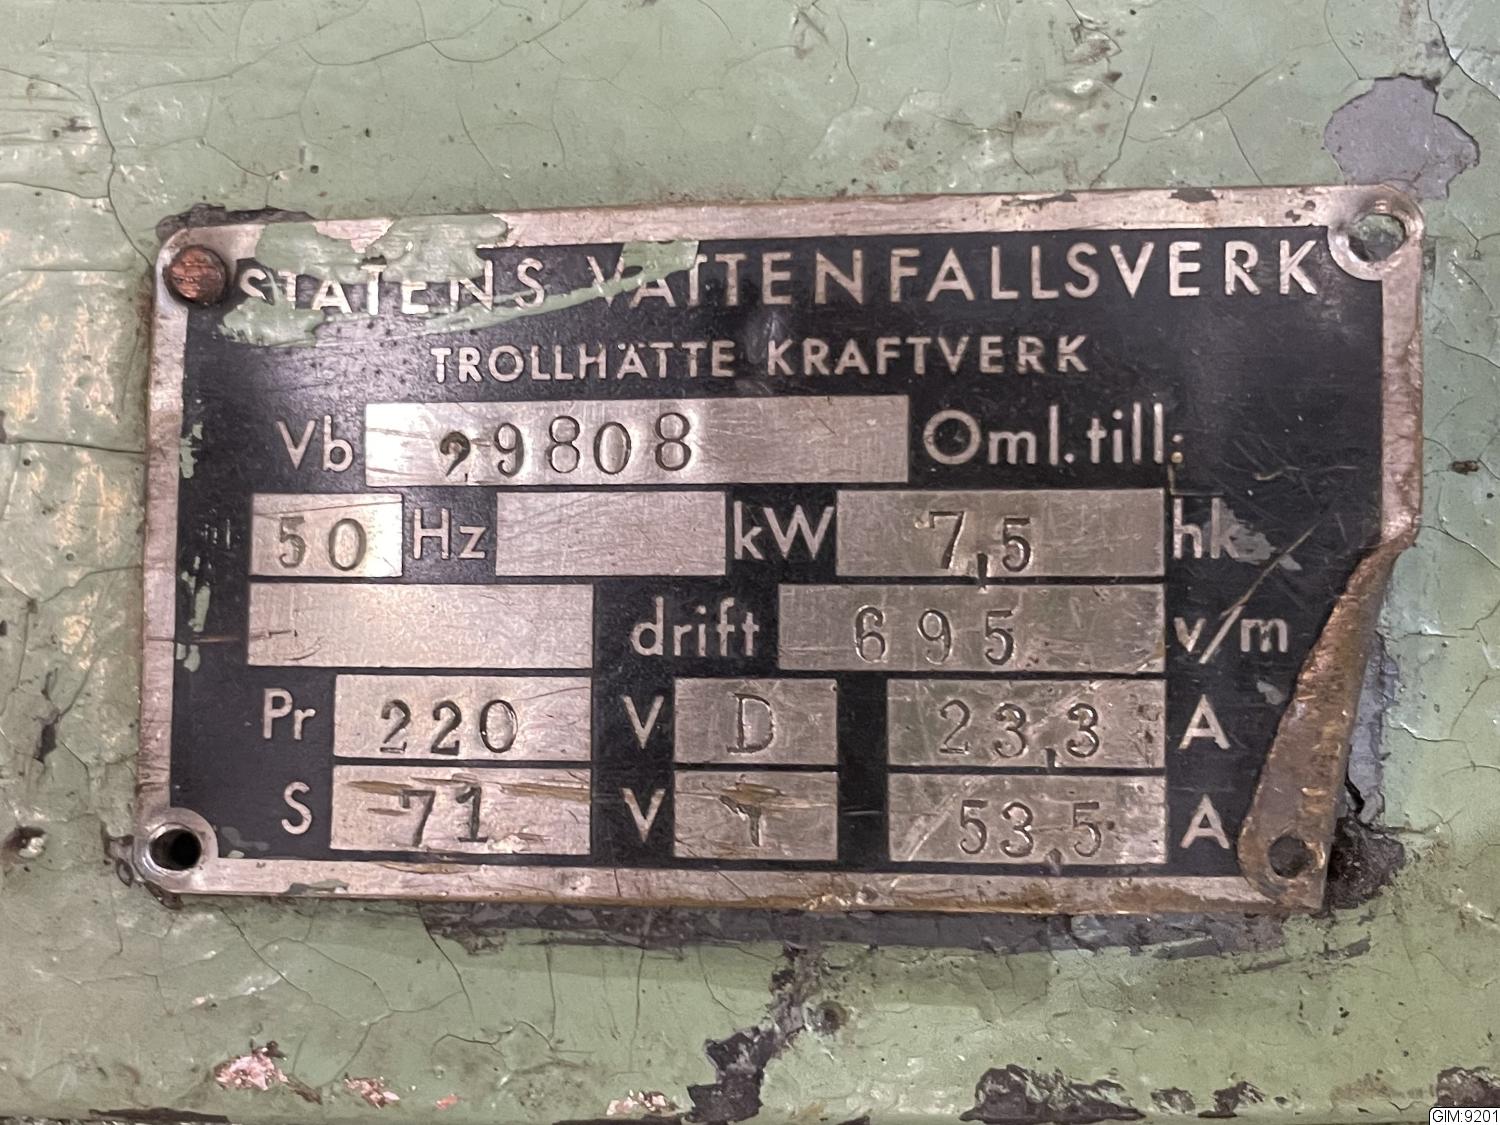 STATENS VATTENFALLSVERK
TROLLHÄTTE KRAFTVERK
Vb 29808 Oml. till:
50 Hz kW 7,5 hk
drift 695 v/m
Pr 220 V D 23,3 A
S 71 V Y 53,5 A
GIM:9201